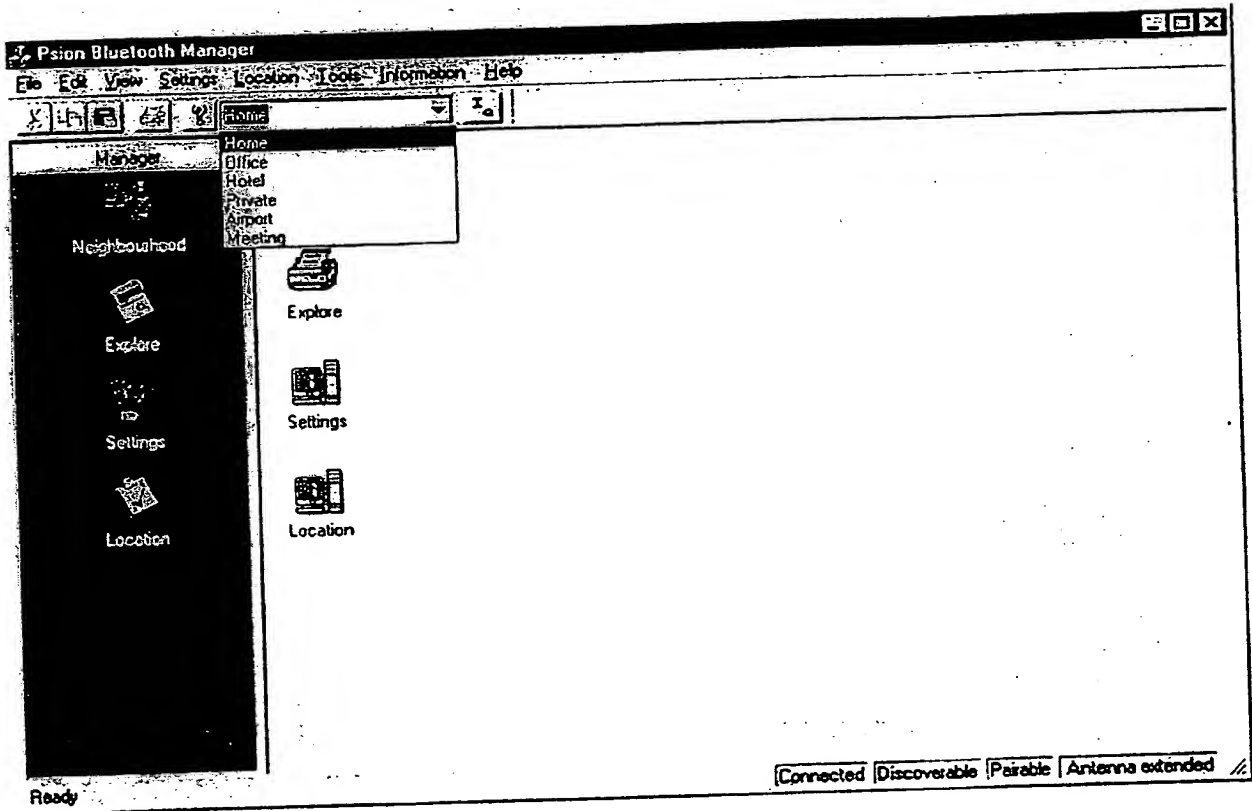 Psion Bluetooth Manager
File Edit View Settings Location Tools Information Help
Home
Home
Office
Hotel
Private
Airport
Meeting
Manager
Neighbourhood
Explore
Settings
Location
Explore
Settings
Location
Ready
Connected Discoverable Pairable Antenna extended